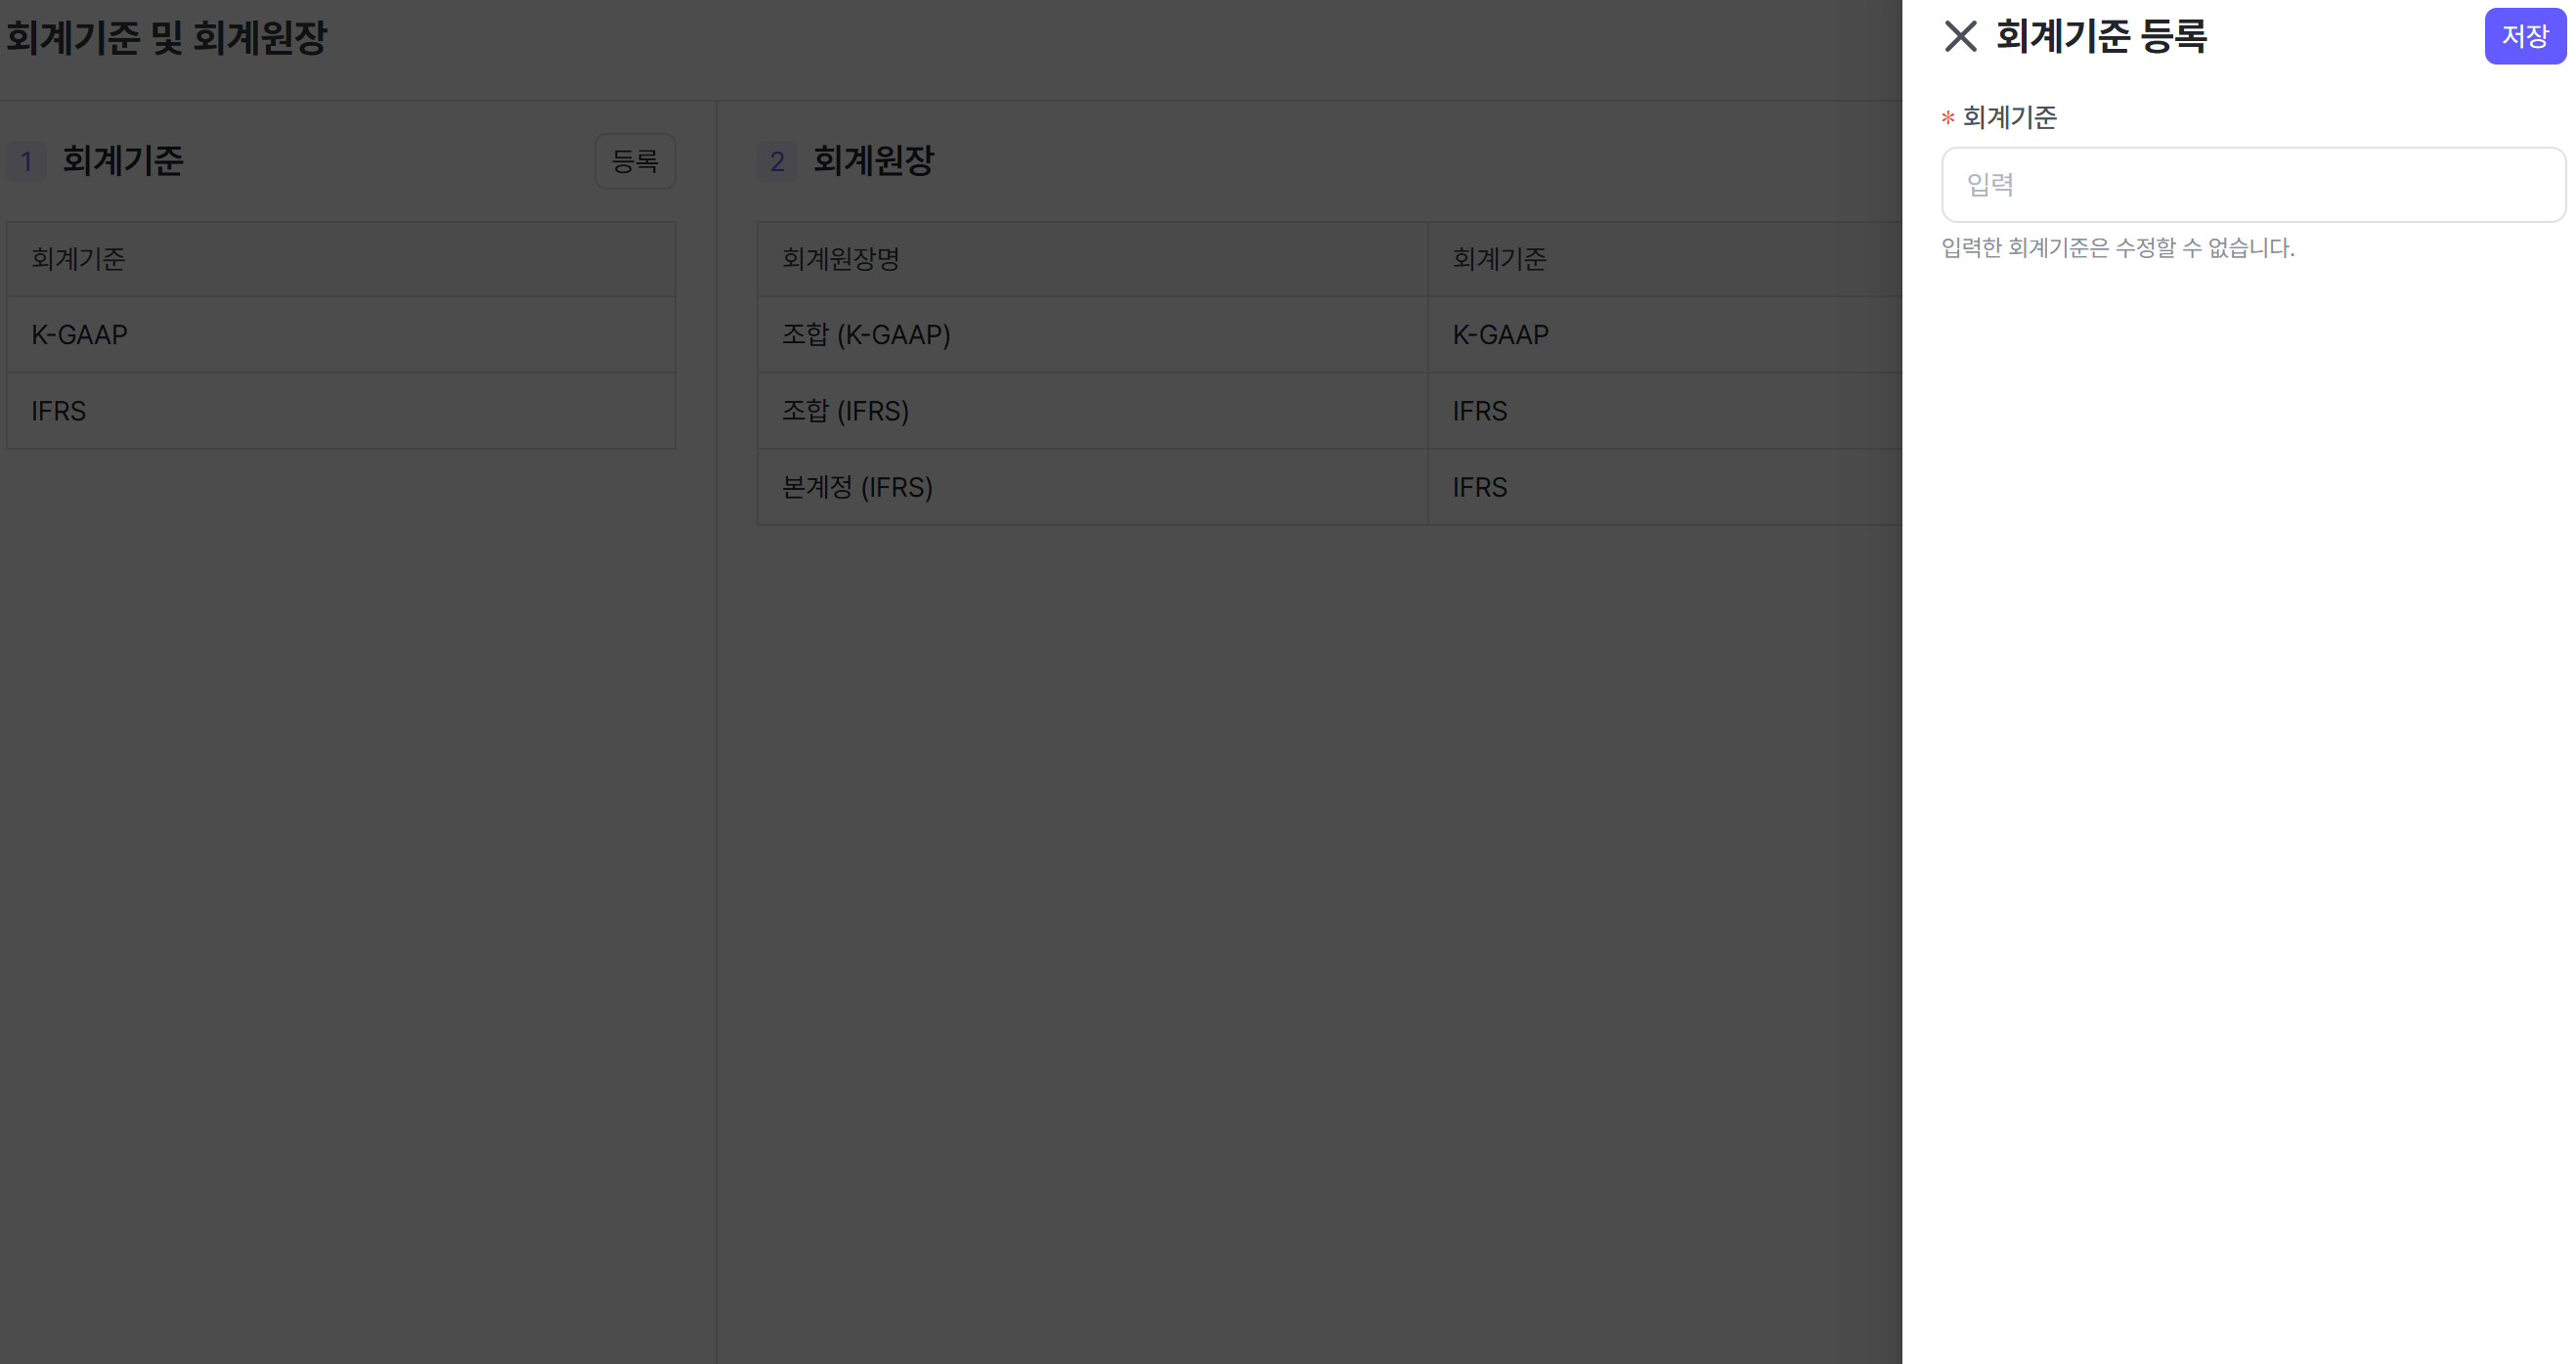 회계기준 및 회계원장
1 회계기준
등록
회계기준
K-GAAP
IFRS
2 회계원장
회계원장명 회계기준
조합 (K-GAAP) K-GAAP
조합 (IFRS) IFRS
본계정 (IFRS) IFRS
회계기준 등록
저장
* 회계기준
입력
입력한 회계기준은 수정할 수 없습니다.